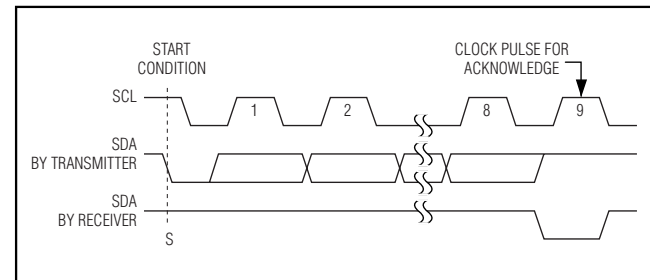 START
CONDITION
CLOCK PULSE FOR
ACKNOWLEDGE
SCL
1
2
8
9
SDA
BY TRANSMITTER
SDA
BY RECEIVER
S